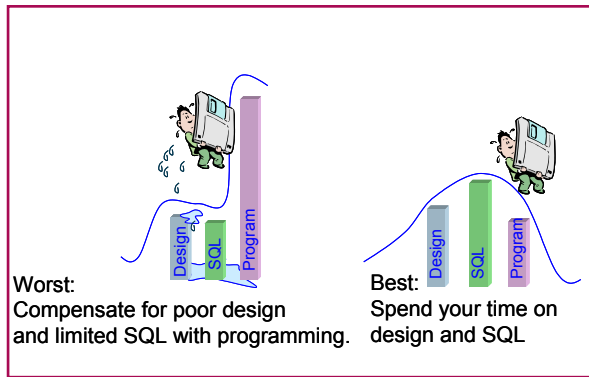 Design
SQL
Program
Worst:
Compensate for poor design
and limited SQL with programming.
Design
SQL
Program
Best:
Spend your time on
design and SQL